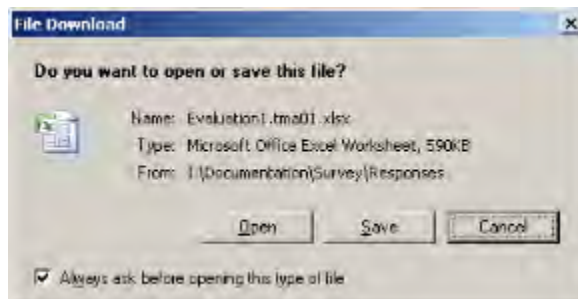 File Download
Do you want to open or save this file?
Name: Evaluation1.tma01.xlsx
Type: Microsoft Office Excel Worksheet, 590KB
From: I:\Documentation\Survey\Responses
Open Save Cancel
Always ask before opening this type of file